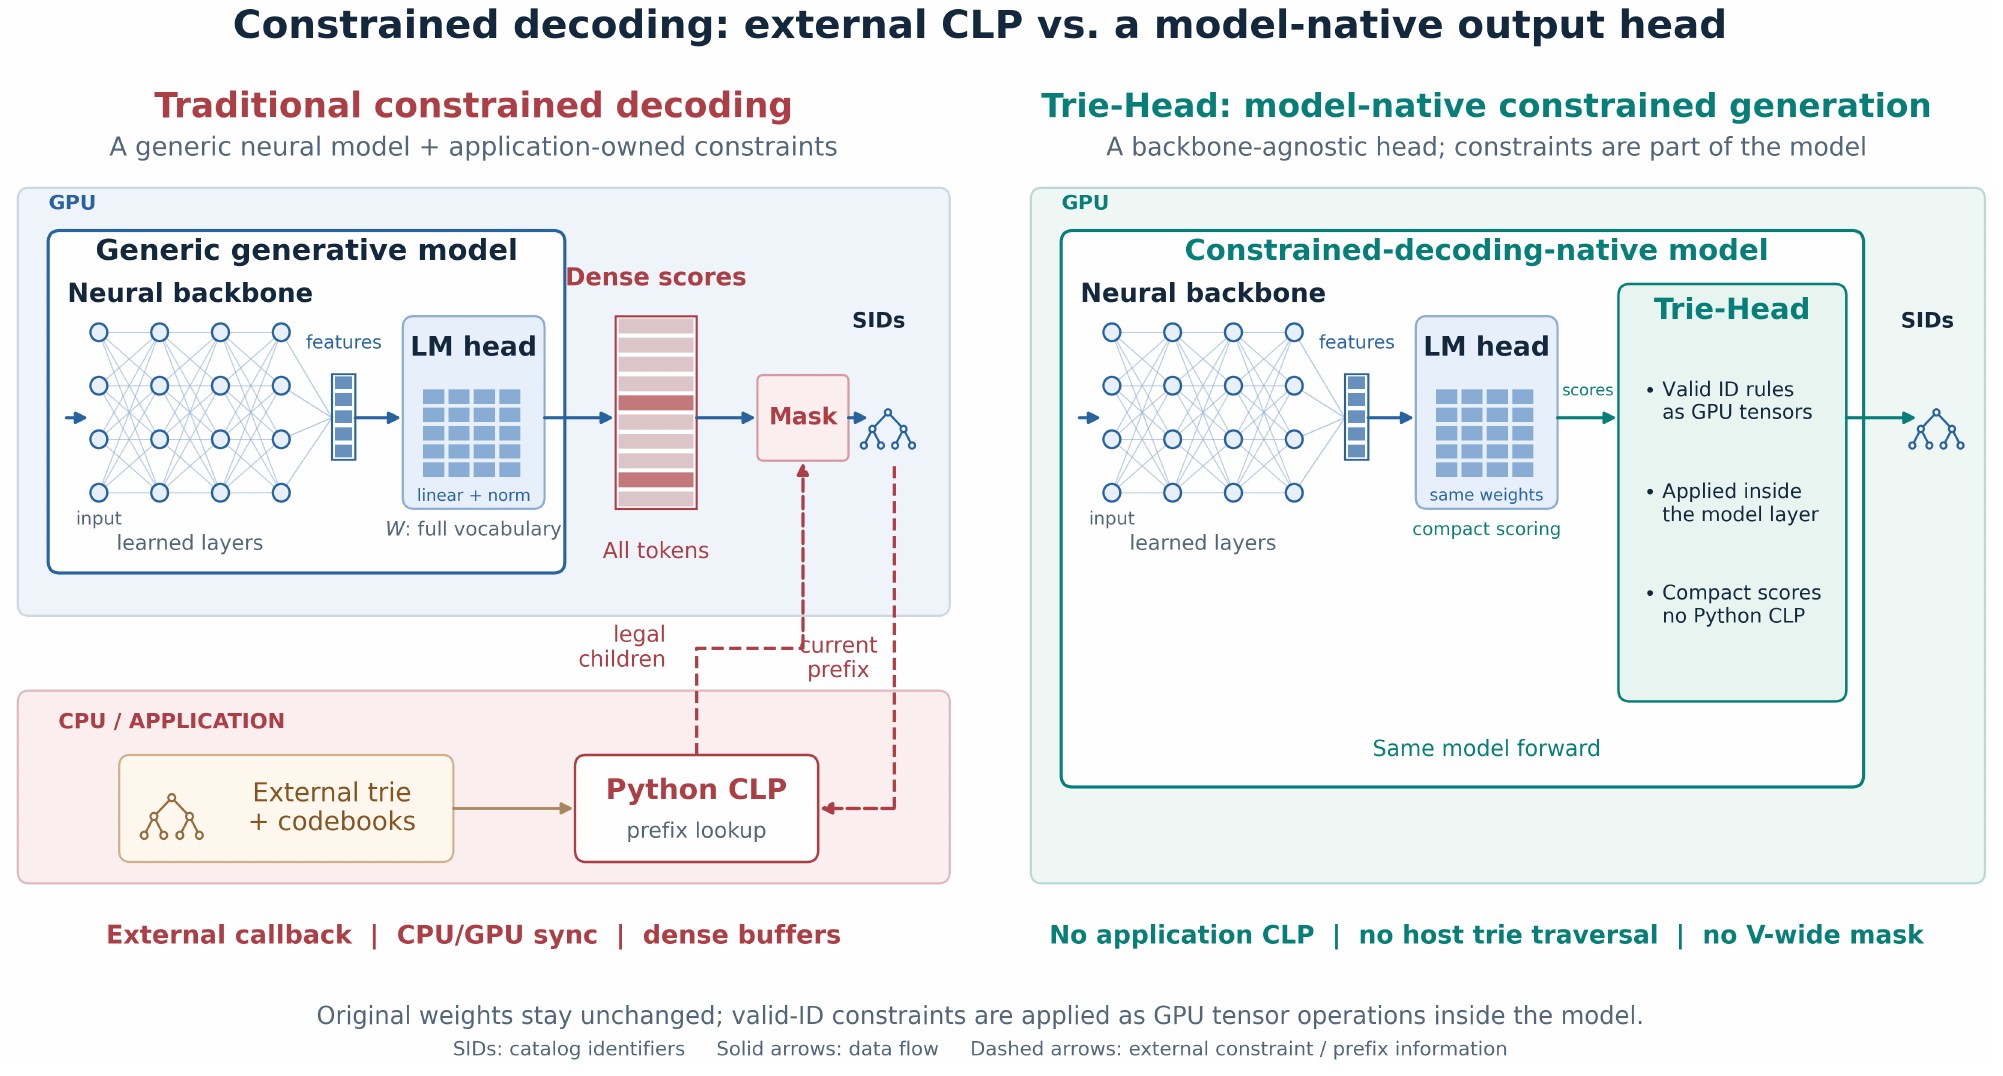 Constrained decoding: external CLP vs. a model-native output head
Traditional constrained decoding
A generic neural model + application-owned constraints
GPU
Generic generative model
Neural backbone
features
LM head
linear + norm
W: full vocabulary
input
learned layers
Dense scores
All tokens
Mask
SIDs
legal
children
current
prefix
CPU / APPLICATION
External trie
+ codebooks
Python CLP
prefix lookup
External callback | CPU/GPU sync | dense buffers
Trie-Head: model-native constrained generation
A backbone-agnostic head; constraints are part of the model
GPU
Constrained-decoding-native model
Neural backbone
features
LM head
same weights
compact scoring
input
learned layers
scores
Trie-Head
• Valid ID rules
as GPU tensors
• Applied inside
the model layer
• Compact scores
no Python CLP
SIDs
Same model forward
No application CLP | no host trie traversal | no V-wide mask
Original weights stay unchanged; valid-ID constraints are applied as GPU tensor operations inside the model.
SIDs: catalog identifiers Solid arrows: data flow Dashed arrows: external constraint / prefix information